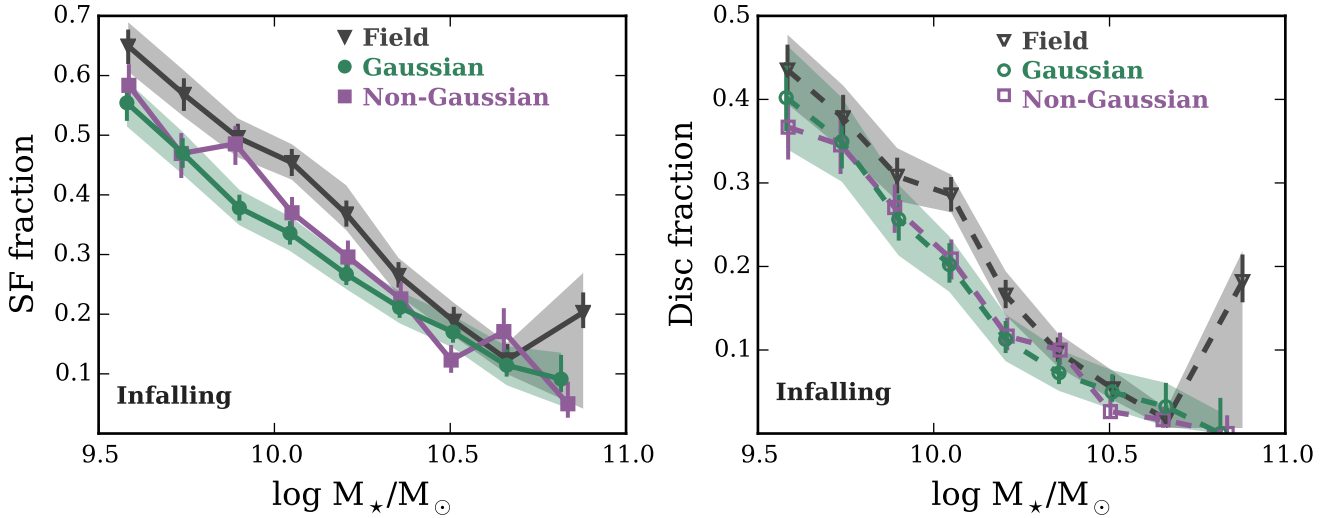 SF fraction
0.7
0.6
0.5
0.4
0.3
0.2
0.1
Field
Gaussian
Non-Gaussian
Infalling
9.5 10.0 10.5 11.0
log M⋆/M⊙
Disc fraction
0.5
0.4
0.3
0.2
0.1
Field
Gaussian
Non-Gaussian
Infalling
9.5 10.0 10.5 11.0
log M⋆/M⊙